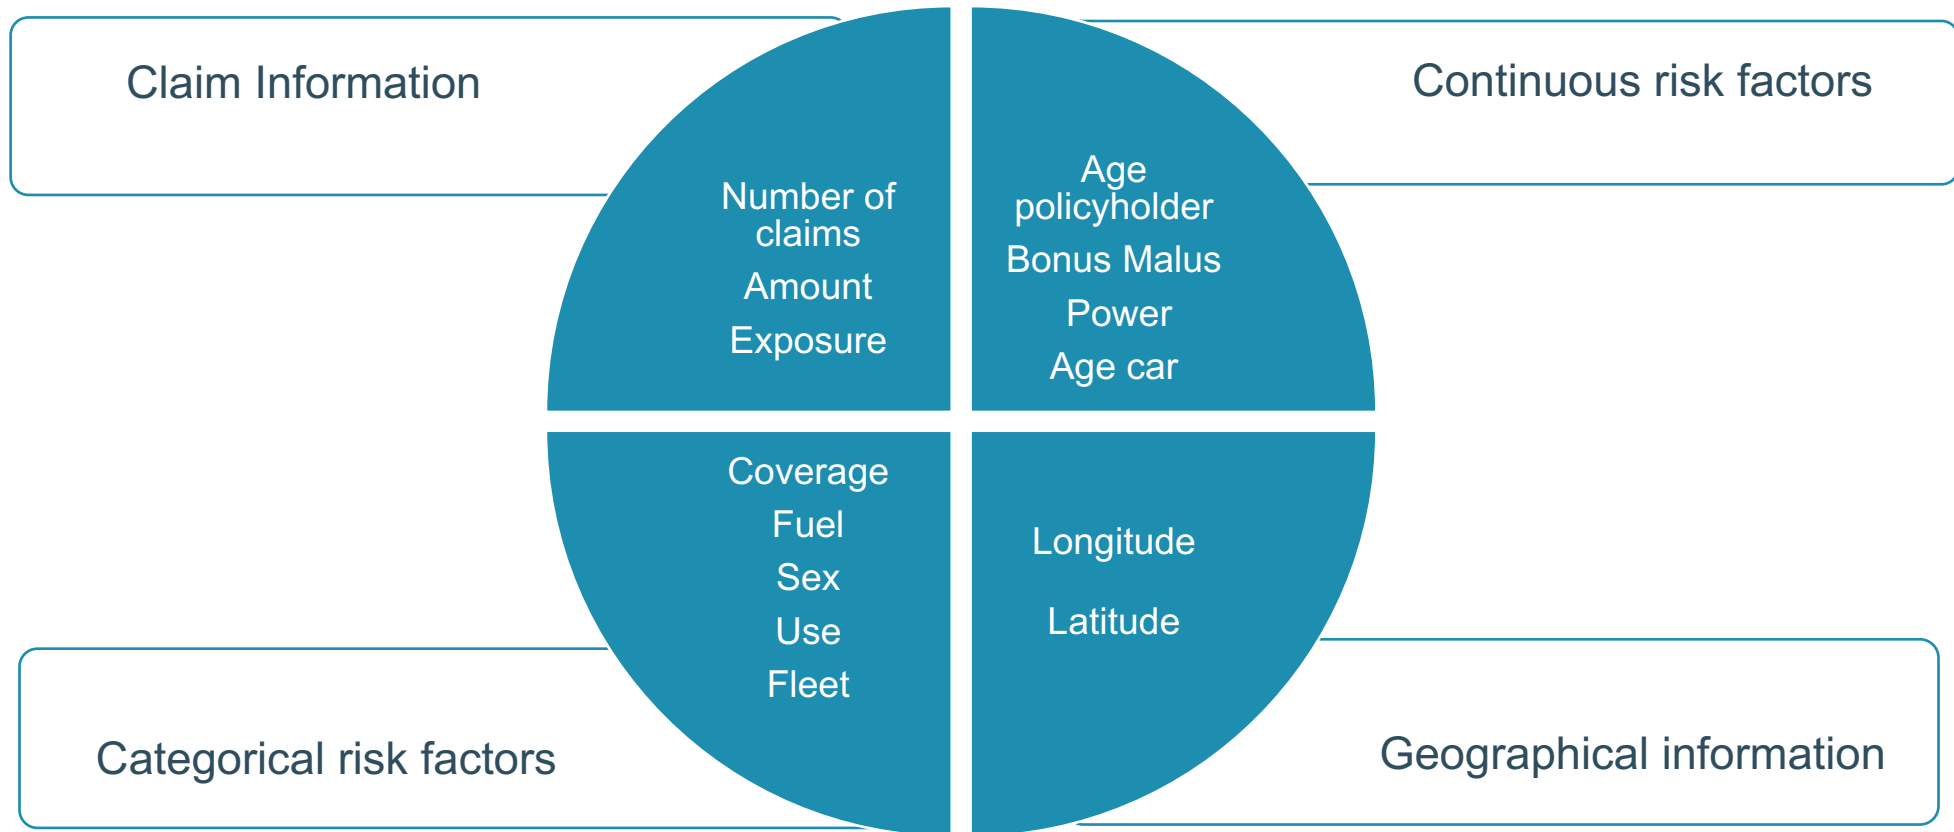 Claim Information
Number of
claims
Amount
Exposure
Continuous risk factors
Age
policyholder
Bonus Malus
Power
Age car
Coverage
Fuel
Sex
Use
Fleet
Categorical risk factors
Longitude
Latitude
Geographical information